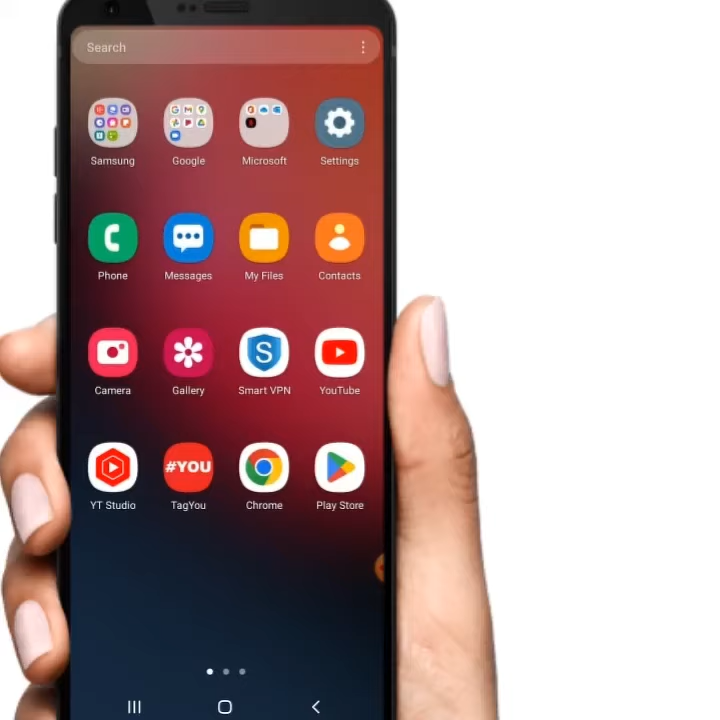 Search
Samsung Google Microsoft Settings
Phone Messages My Files Contacts
S
Camera Gallery Smart VPN YouTube
#YOU
YT Studio TagYou Chrome Play Store